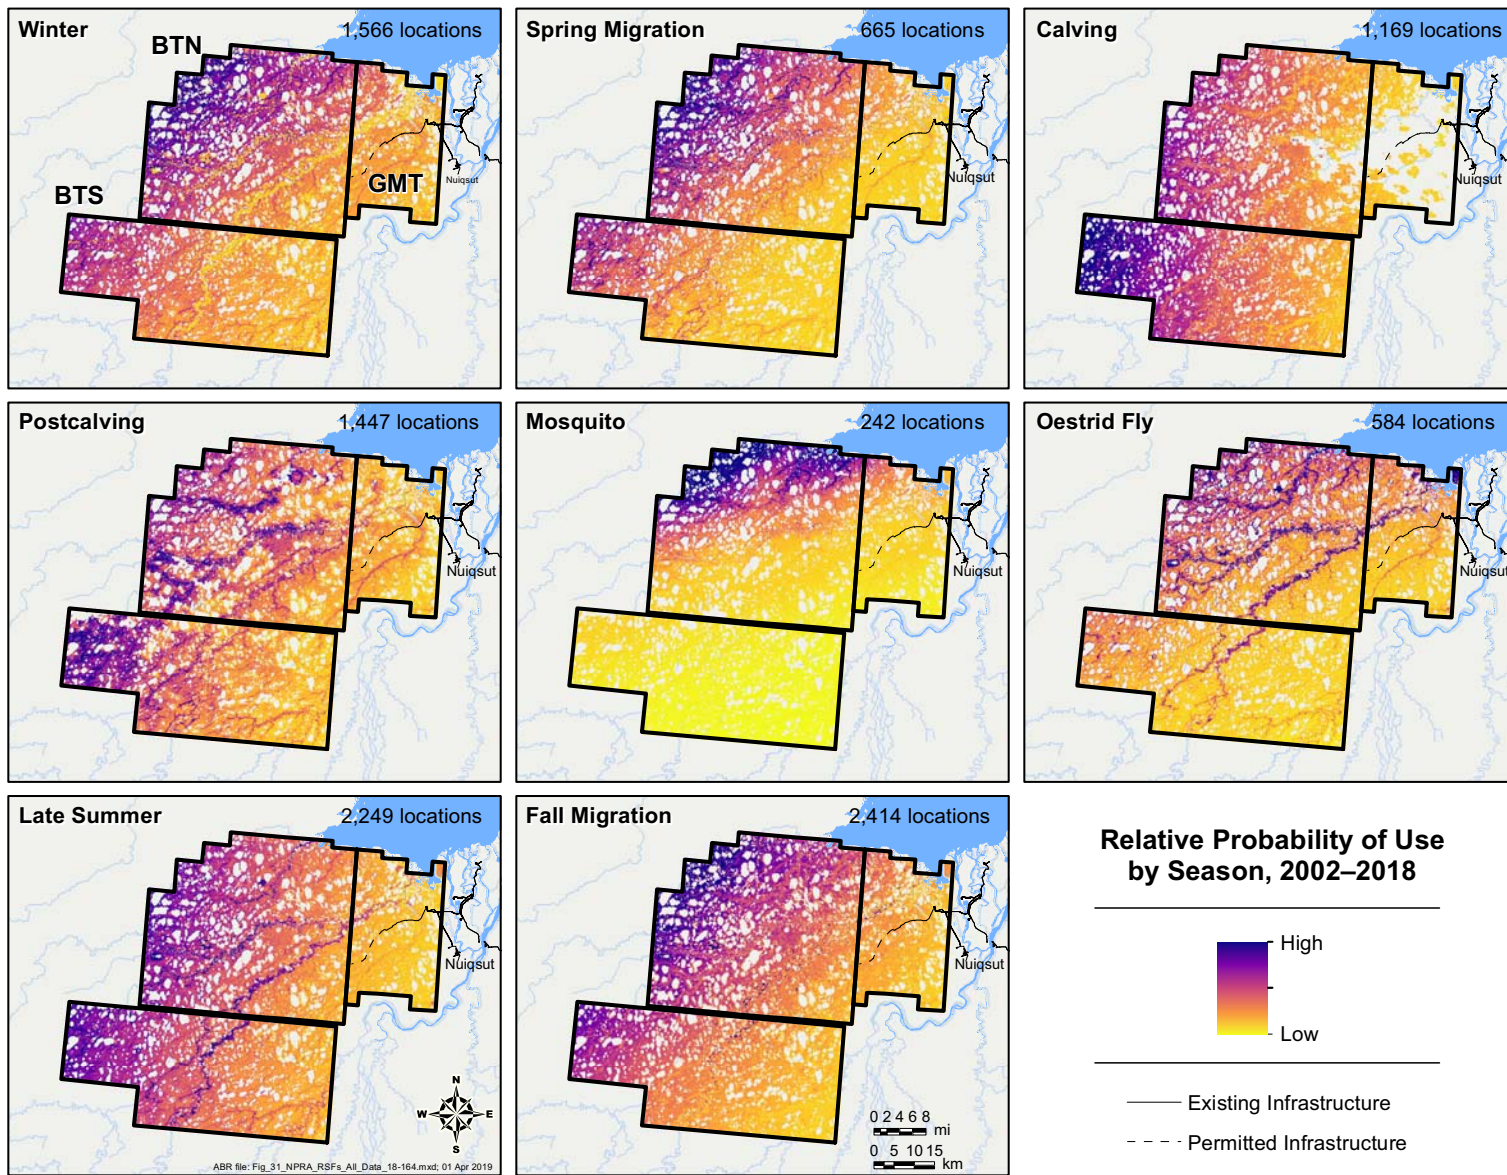 Winter
1,566 locations
BTN
BTS
GMT
Nuiqsut
Spring Migration
665 locations
Nuiqsut
Calving
1,169 locations
Nuiqsut
Postcalving
1,447 locations
Nuiqsut
Mosquito
242 locations
Nuiqsut
Oestrid Fly
584 locations
Nuiqsut
Late Summer
2,249 locations
Nuiqsut
N
W
E
S
ABR file: Fig_31_NPRA_RSFs_All_Data_18-164.mxd; 01 Apr 2019
Fall Migration
2,414 locations
Nuiqsut
0 2 4 6 8
mi
0 5 10 15
km
Relative Probability of Use
by Season, 2002–2018
High
Low
Existing Infrastructure
Permitted Infrastructure